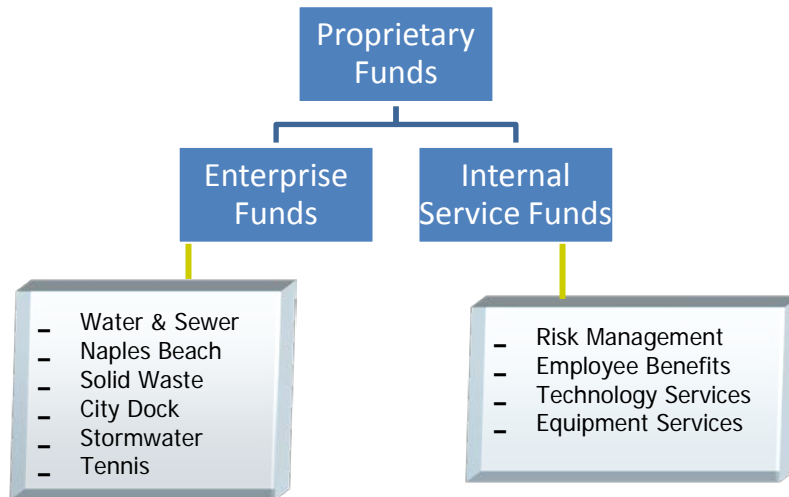 Proprietary
Funds
Enterprise
Funds
Internal
Service Funds
– Water & Sewer
– Naples Beach
– Solid Waste
– City Dock
– Stormwater
– Tennis
– Risk Management
– Employee Benefits
– Technology Services
– Equipment Services